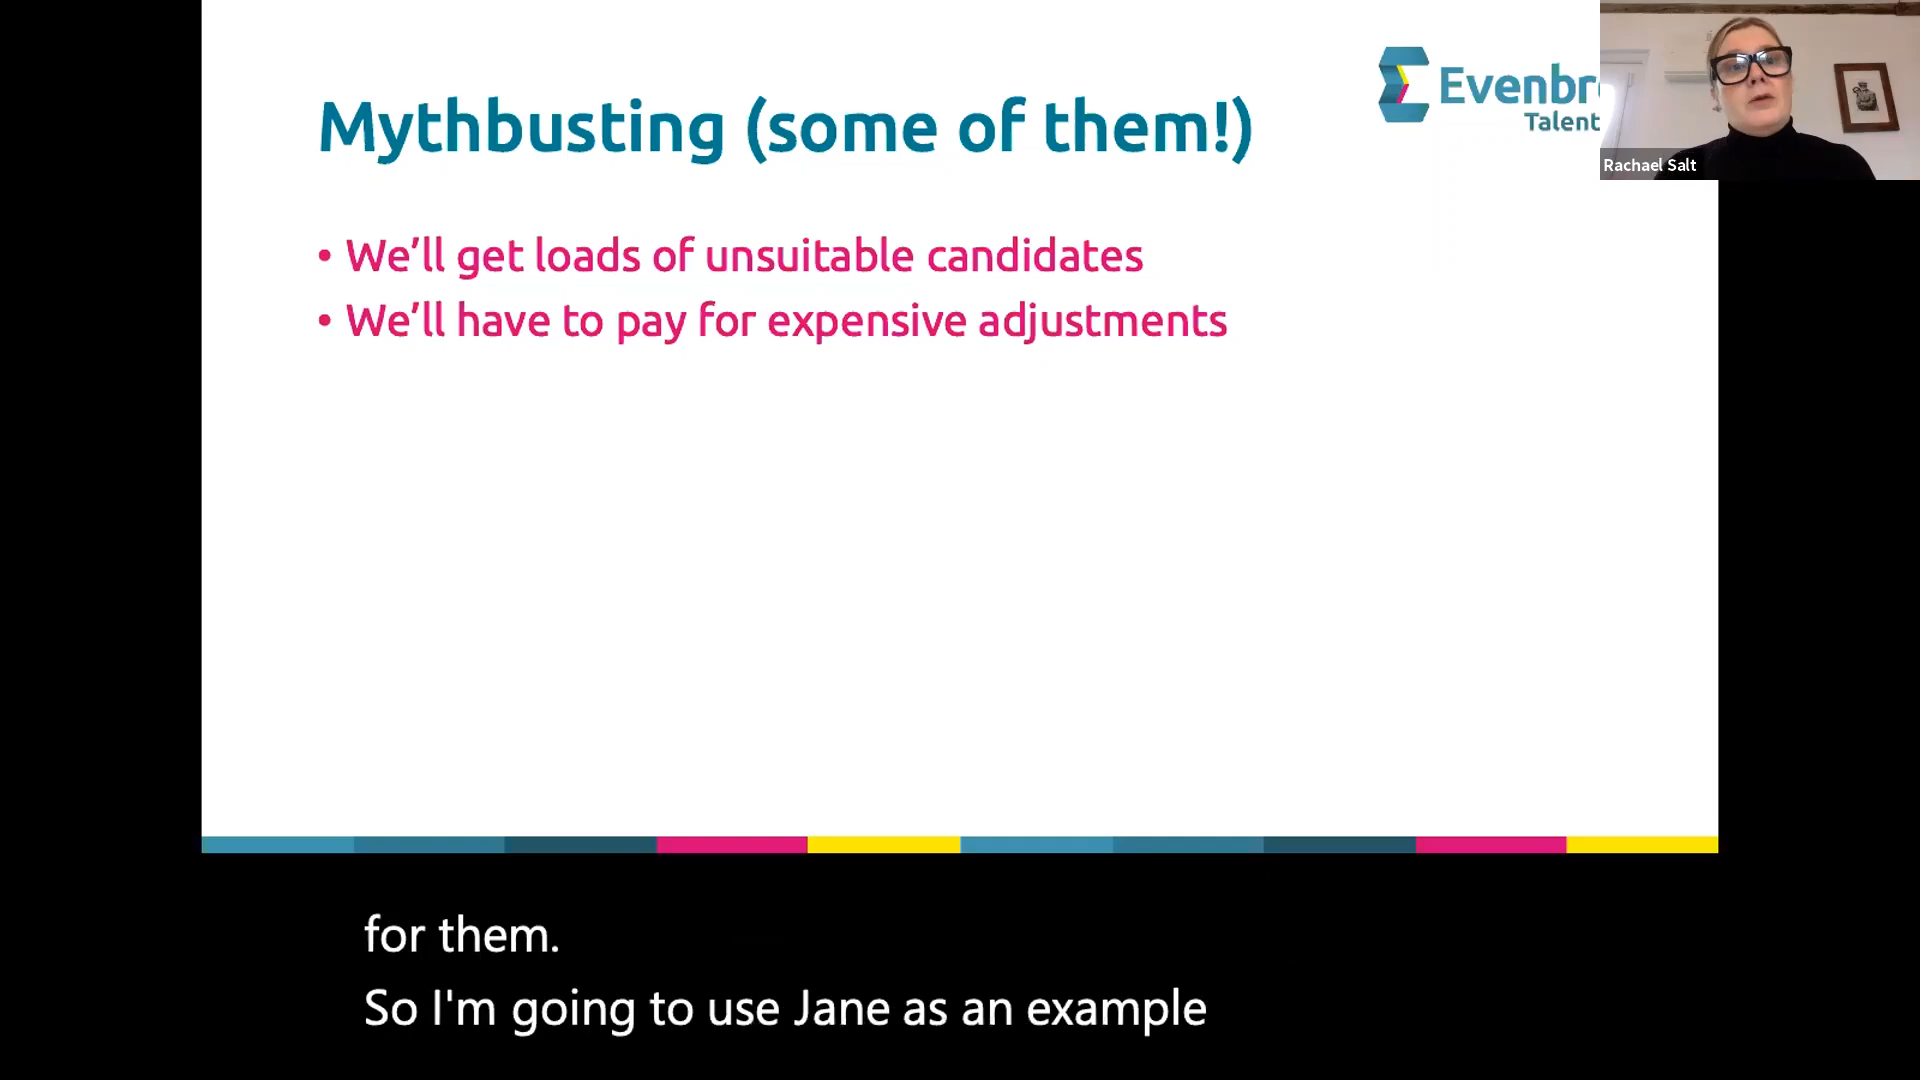 Mythbusting (some of them!)
Evenbr
Talent
Rachael Salt
• We’ll get loads of unsuitable candidates
• We’ll have to pay for expensive adjustments
for them.
So I'm going to use Jane as an example